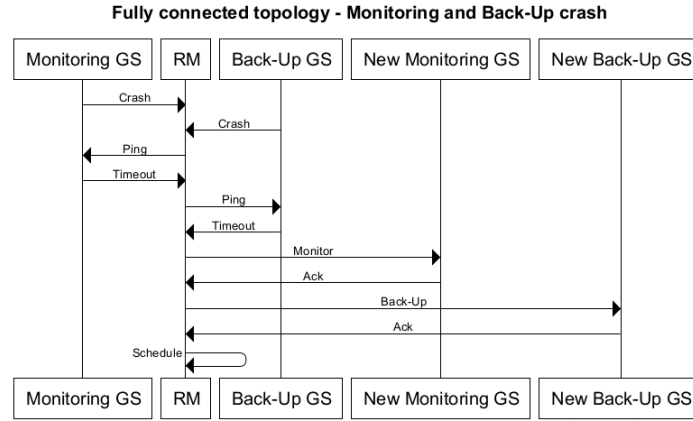 Fully connected topology - Monitoring and Back-Up crash
Monitoring GS RM Back-Up GS New Monitoring GS New Back-Up GS
Crash
Crash
Ping
Timeout
Ping
Timeout
Monitor
Ack
Back-Up
Ack
Schedule
Monitoring GS RM Back-Up GS New Monitoring GS New Back-Up GS